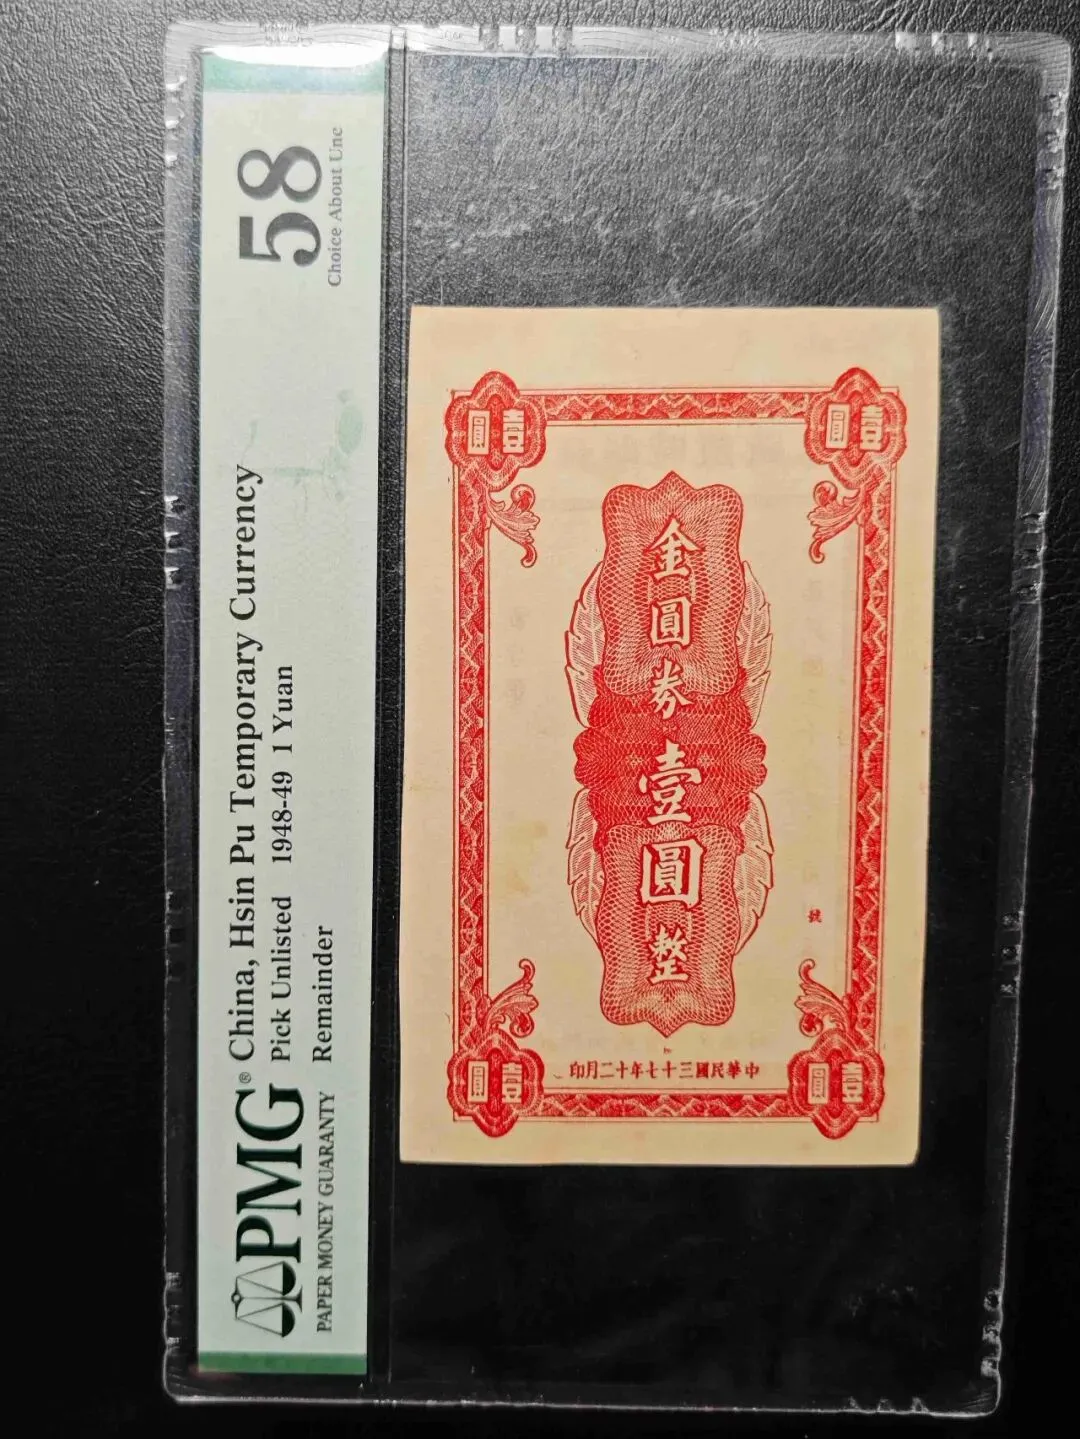 PMG®
PAPER MONEY GUARANTY
China, Hsin Pu Temporary Currency
Pick Unlisted 1948-49 1 Yuan
Remainder
58
Choice About Unc
圓壹
圓壹
金圓券壹圓整
號
印月二十年七十三國民華中
圓壹
圓壹